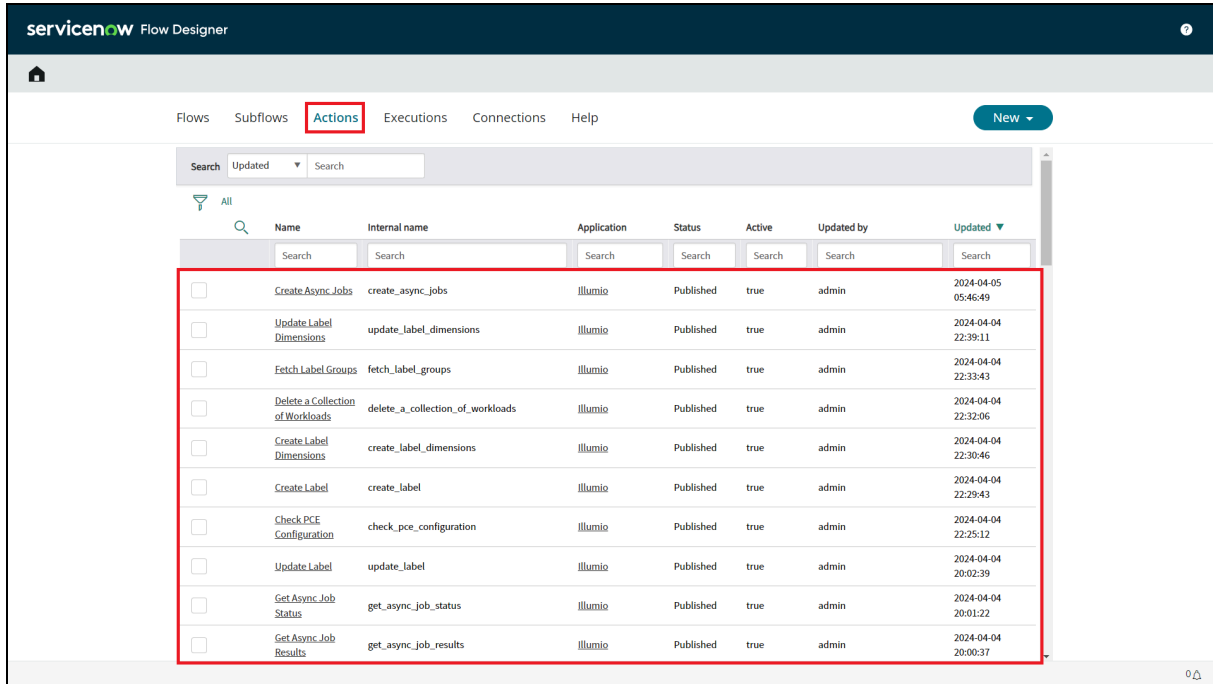 servicenow Flow Designer
Flows Subflows Actions Executions Connections Help New
Search Updated Search
All
Name Internal name Application Status Active Updated by Updated
Search Search Search Search Search Search Search
Create Async Jobs create_async_jobs Illumio Published true admin 2024-04-05
05:46:49
Update Label
Dimensions update_label_dimensions Illumio Published true admin 2024-04-04
22:39:11
Fetch Label Groups fetch_label_groups Illumio Published true admin 2024-04-04
22:33:43
Delete a Collection
of Workloads delete_a_collection_of_workloads Illumio Published true admin 2024-04-04
22:32:06
Create Label
Dimensions create_label_dimensions Illumio Published true admin 2024-04-04
22:30:46
Create Label create_label Illumio Published true admin 2024-04-04
22:29:43
Check PCE
Configuration check_pce_configuration Illumio Published true admin 2024-04-04
22:25:12
Update Label update_label Illumio Published true admin 2024-04-04
20:02:39
Get Async Job
Status get_async_job_status Illumio Published true admin 2024-04-04
20:01:22
Get Async Job
Results get_async_job_results Illumio Published true admin 2024-04-04
20:00:37
0